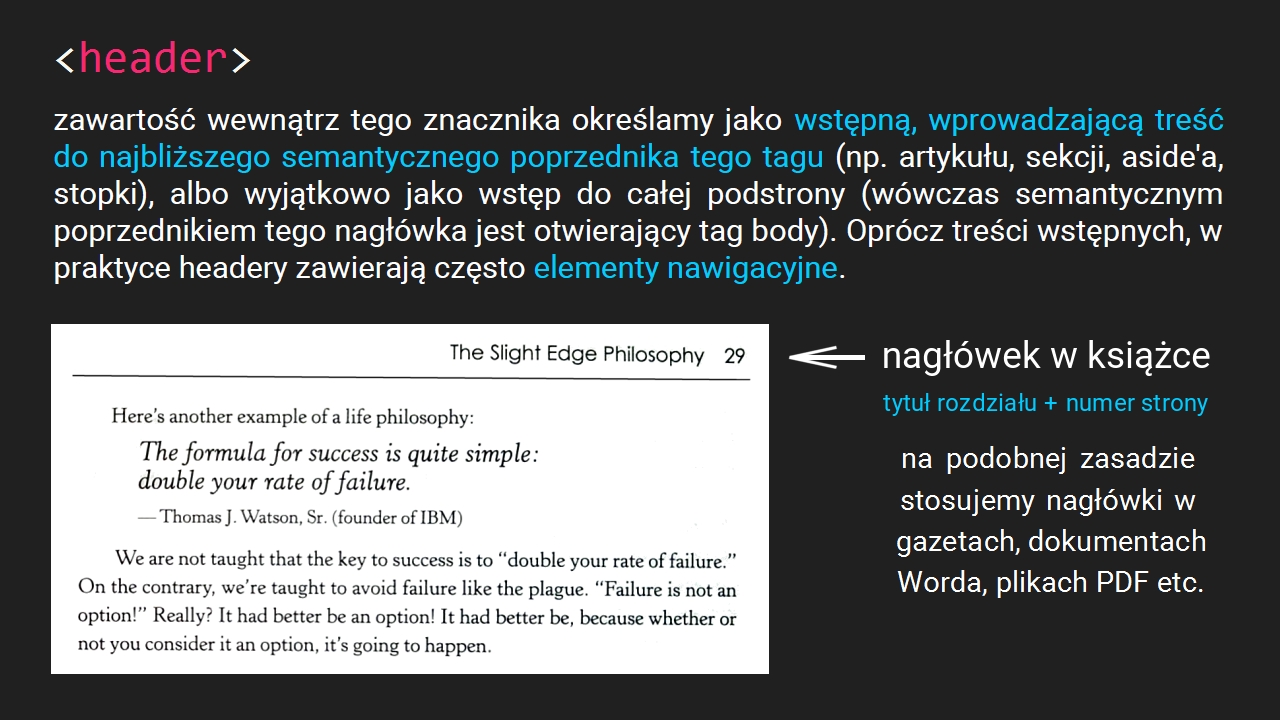 <header>
zawartość wewnątrz tego znacznika określamy jako wstępną, wprowadzającą treść
do najbliższego semantycznego poprzednika tego tagu (np. artykułu, sekcji, aside'a,
stopki), albo wyjątkowo jako wstęp do całej podstrony (wówczas semantycznym
poprzednikiem tego nagłówka jest otwierający tag body). Oprócz treści wstępnych, w
praktyce headery zawierają często elementy nawigacyjne.
The Slight Edge Philosophy 29
Here's another example of a life philosophy:
The formula for success is quite simple:
double your rate of failure.
— Thomas J. Watson, Sr. (founder of IBM)
We are not taught that the key to success is to "double your rate of failure."
On the contrary, we're taught to avoid failure like the plague. "Failure is not an
option!" Really? It had better be an option! It had better be, because whether or
not you consider it an option, it's going to happen.
nagłówek w książce
tytuł rozdziału + numer strony
na podobnej zasadzie
stosujemy nagłówki w
gazetach, dokumentach
Worda, plikach PDF etc.